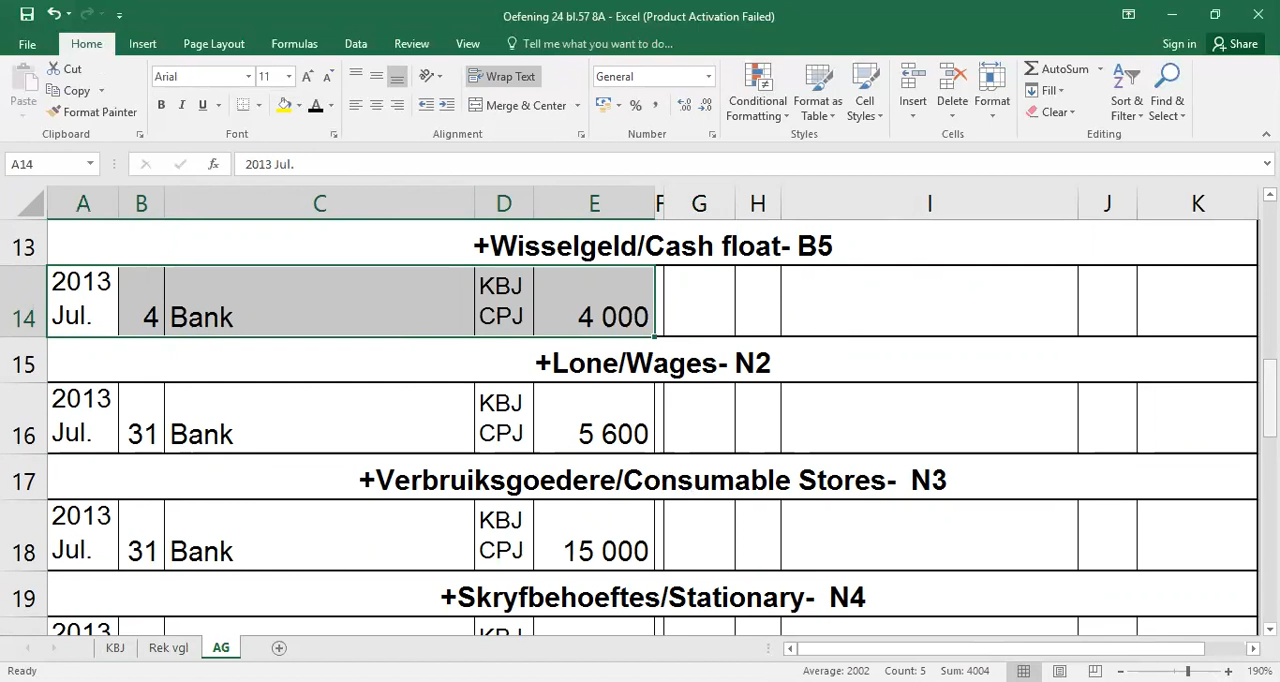 Oefening 24 bl.57 8A - Excel (Product Activation Failed)
File Home Insert Page Layout Formulas Data Review View Tell me what you want to do... Sign in Share
Paste Cut Copy Format Painter
Clipboard
Arial 11
B I U
Font
Wrap Text
Merge & Center
Alignment
General
%
Number
Conditional Formatting Format as Table Cell Styles
Styles
Insert Delete Format
Cells
AutoSum Fill Clear
Sort & Filter Find & Select
Editing
A14 fx 2013 Jul.
A B C D E F G H I J K
13 +Wisselgeld/Cash float- B5
14 2013 Jul. 4 Bank KBJ CPJ 4 000
15 +Lone/Wages- N2
16 2013 Jul. 31 Bank KBJ CPJ 5 600
17 +Verbruiksgoedere/Consumable Stores- N3
18 2013 Jul. 31 Bank KBJ CPJ 15 000
19 +Skryfbehoeftes/Stationary- N4
2013 KBJ
KBJ Rek vgl AG
Ready Average: 2002 Count: 5 Sum: 4004 190%